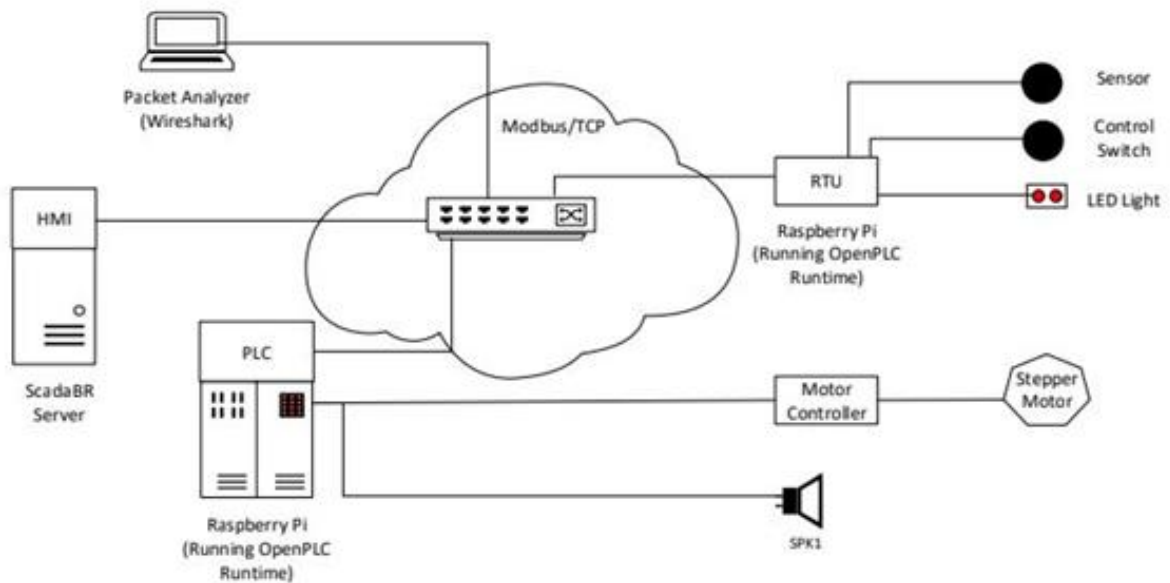 Packet Analyzer
(Wireshark)
Modbus/TCP
Sensor
Control
Switch
LED Light
RTU
Raspberry Pi
(Running OpenPLC
Runtime)
HMI
ScadaBR
Server
PLC
Raspberry Pi
(Running OpenPLC
Runtime)
Motor
Controller
Stepper
Motor
SPK1